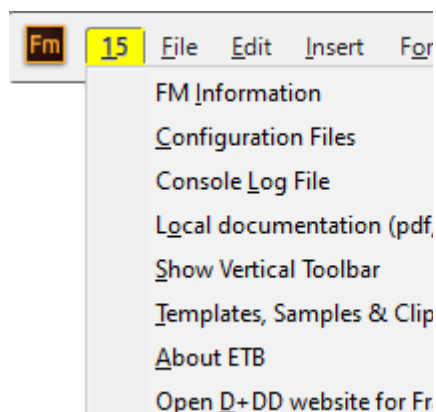 Fm 15 File Edit Insert
FM Information
Configuration Files
Console Log File
Local documentation (pdf,
Show Vertical Toolbar
Templates, Samples & Clip
About ETB
Open D+DD website for Fr